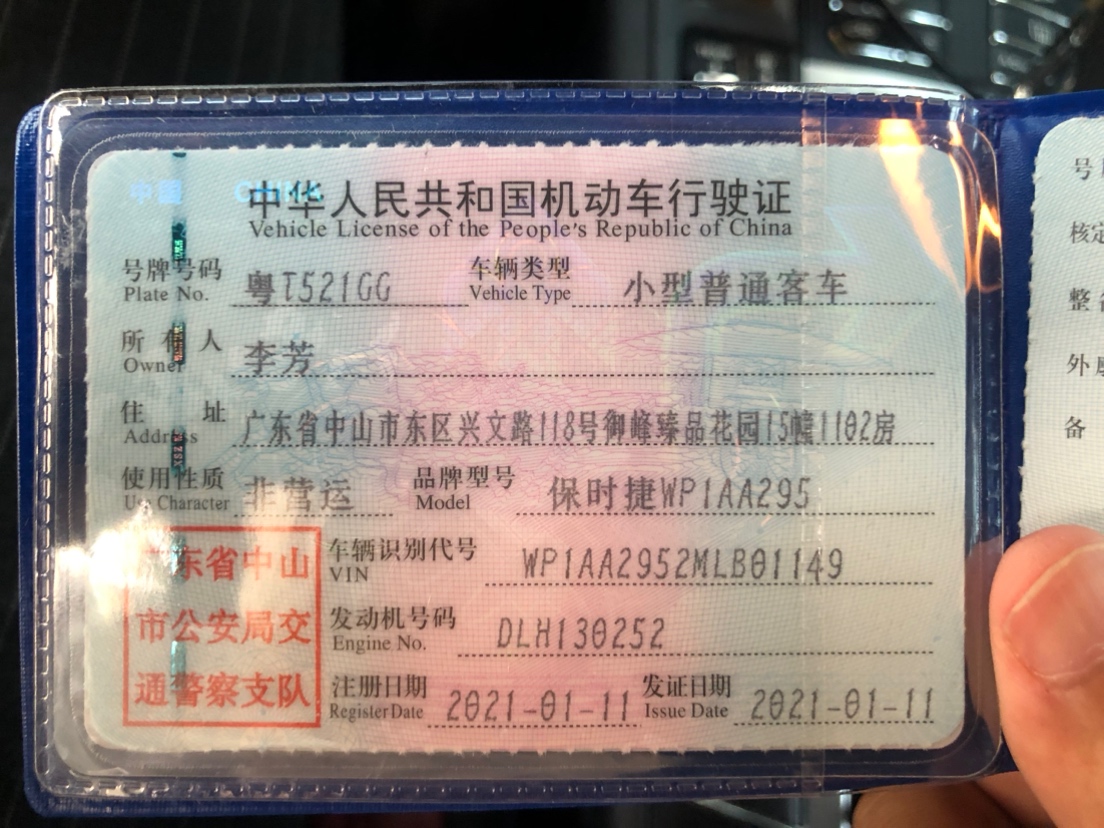 中华人民共和国机动车行驶证
Vehicle License of the People's Republic of China
号牌号码 粤T521GG 车辆类型 小型普通客车
Plate No. Vehicle Type
所有人 李芳
Owner
住址 广东省中山市东区兴文路118号御峰臻品花园15幢1102房
Address
使用性质 非营运 品牌型号 保时捷WP1AA295
Use Character Model
车辆识别代号 WP1AA2952MLB01149
VIN
发动机号码 DLH130252
Engine No.
注册日期 2021-01-11 发证日期 2021-01-11
Register Date Issue Date
广东省中山
市公安局交
通警察支队
号
核定
整备
外廓
备